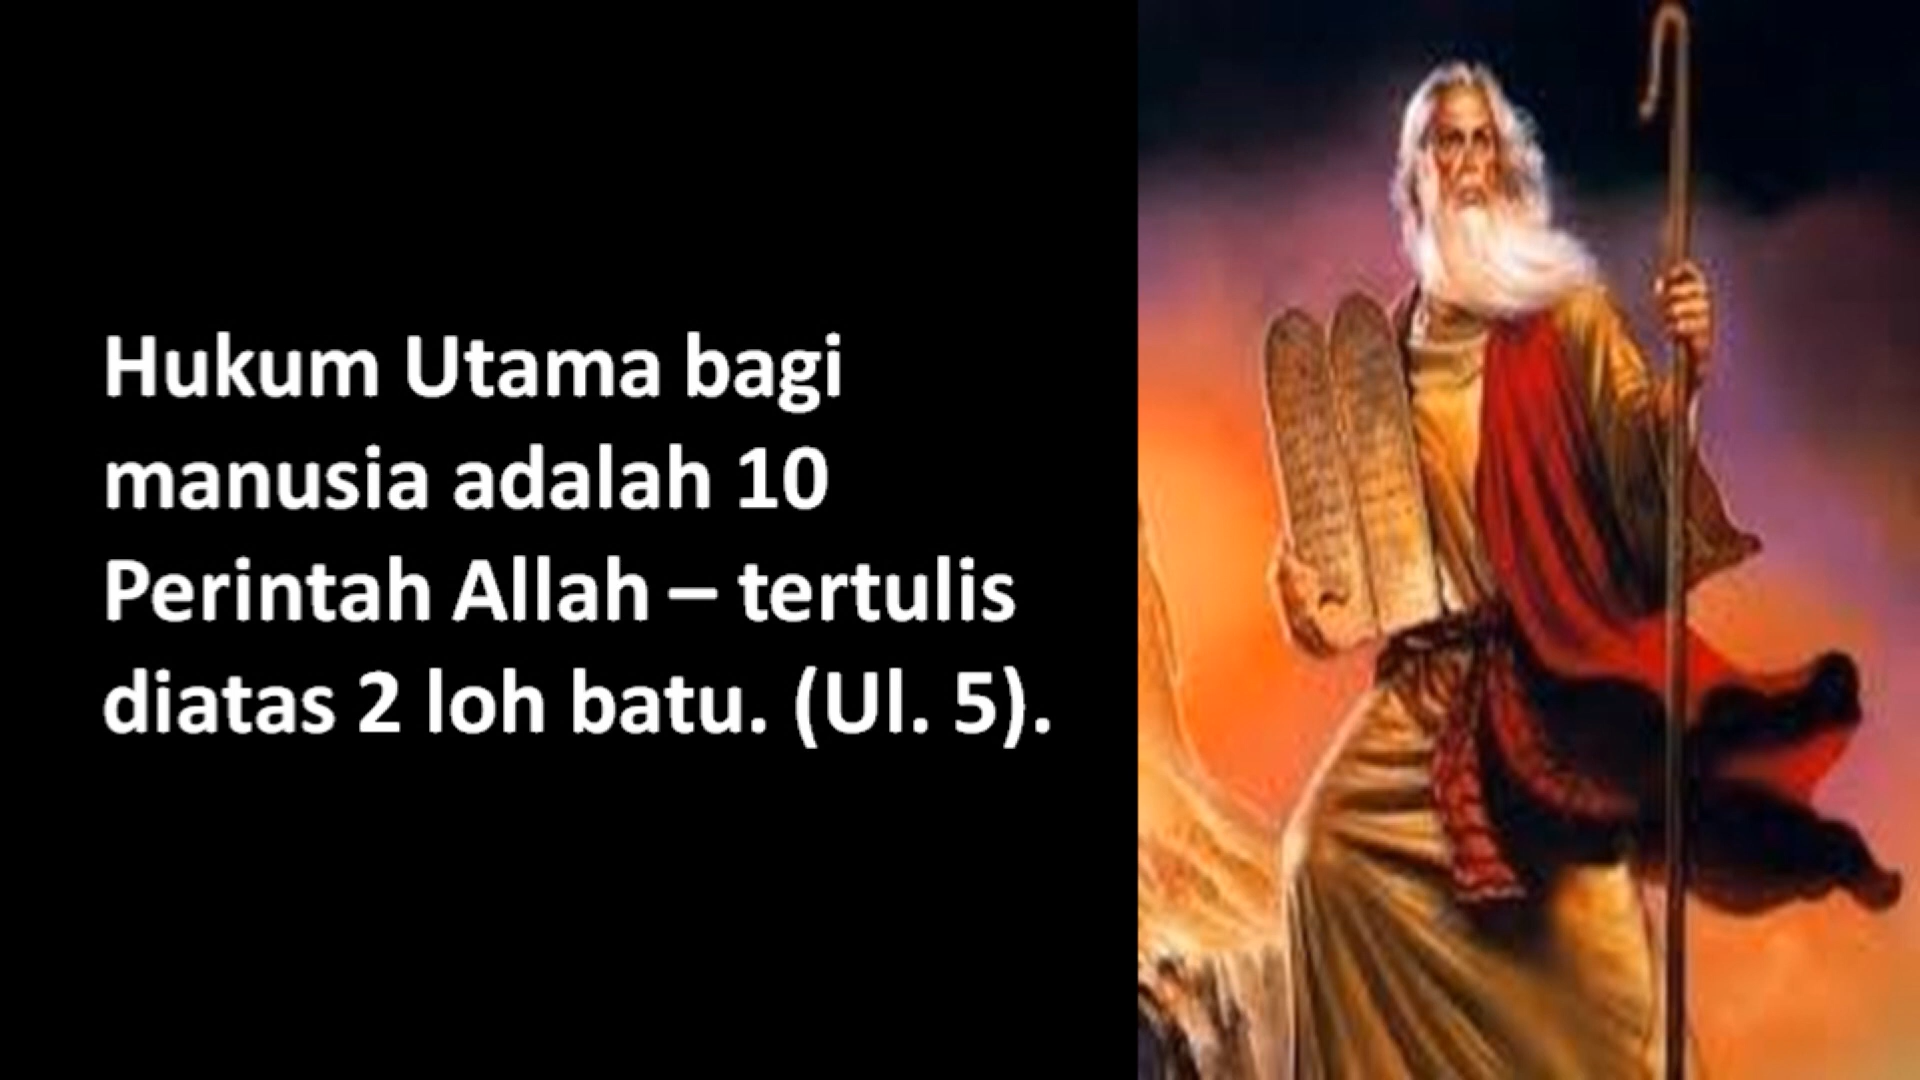 Hukum Utama bagi
manusia adalah 10
Perintah Allah – tertulis
diatas 2 loh batu. (Ul. 5).